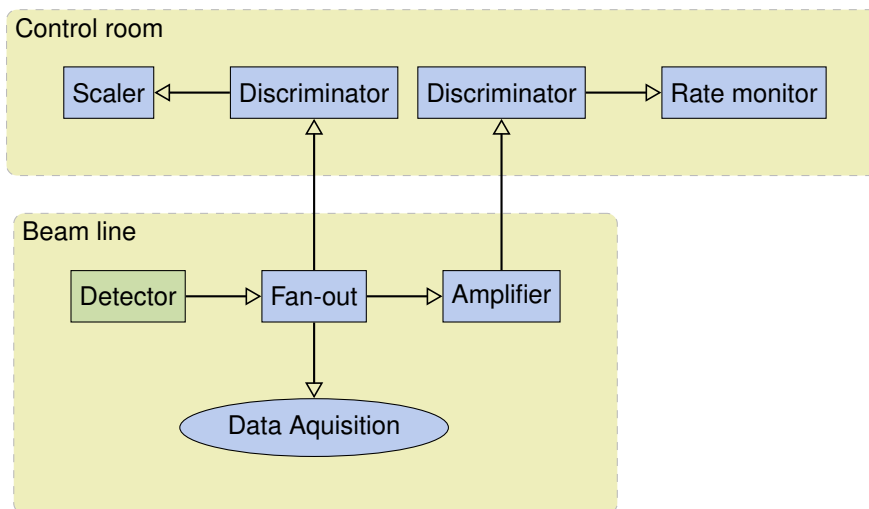 Control room
Scaler
Discriminator
Discriminator
Rate monitor
Beam line
Detector
Fan-out
Amplifier
Data Aquisition